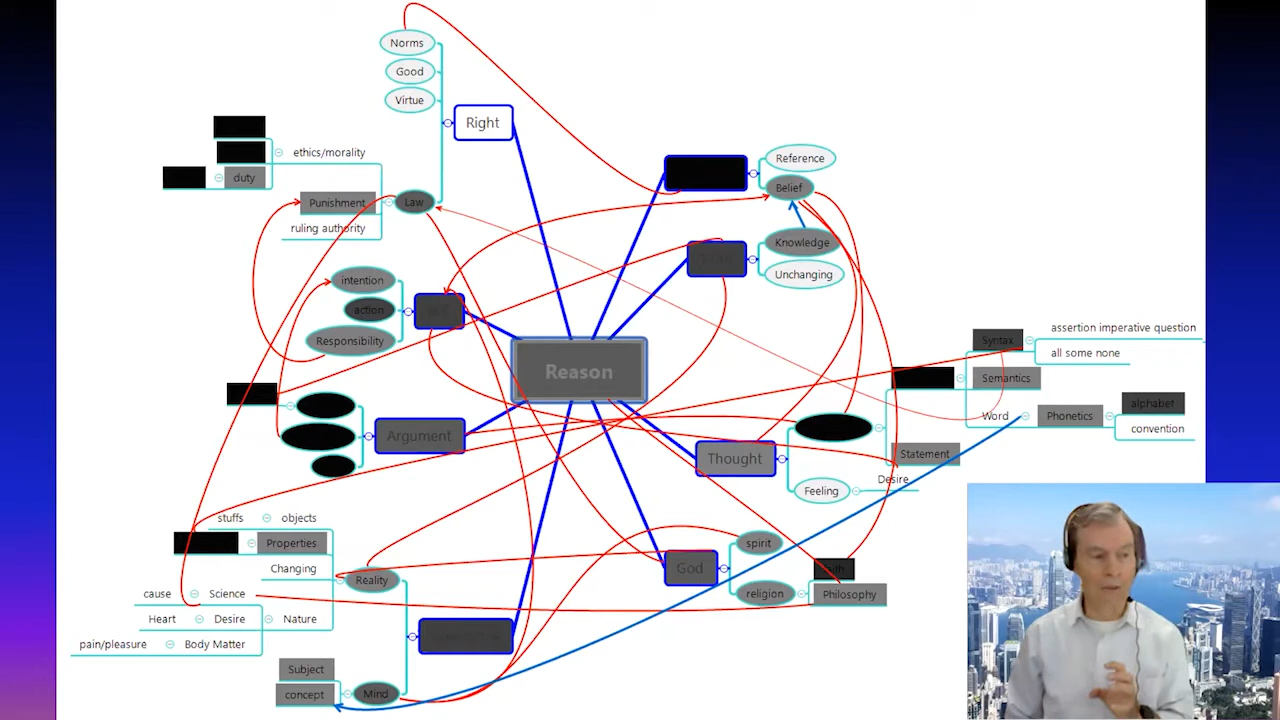 Norms
Good
Virtue
Right
ethics/morality
duty
Punishment
Law
ruling authority
intention
action
Responsibility
Reference
Belief
Knowledge
Unchanging
Reason
Argument
Thought
Feeling
Desire
Statement
Syntax
assertion imperative question
all some none
Semantics
Word
Phonetics
alphabet
convention
stuffs
objects
Properties
Changing
Reality
cause
Science
Heart
Desire
Nature
pain/pleasure
Body Matter
Subject
concept
Mind
God
spirit
religion
Philosophy